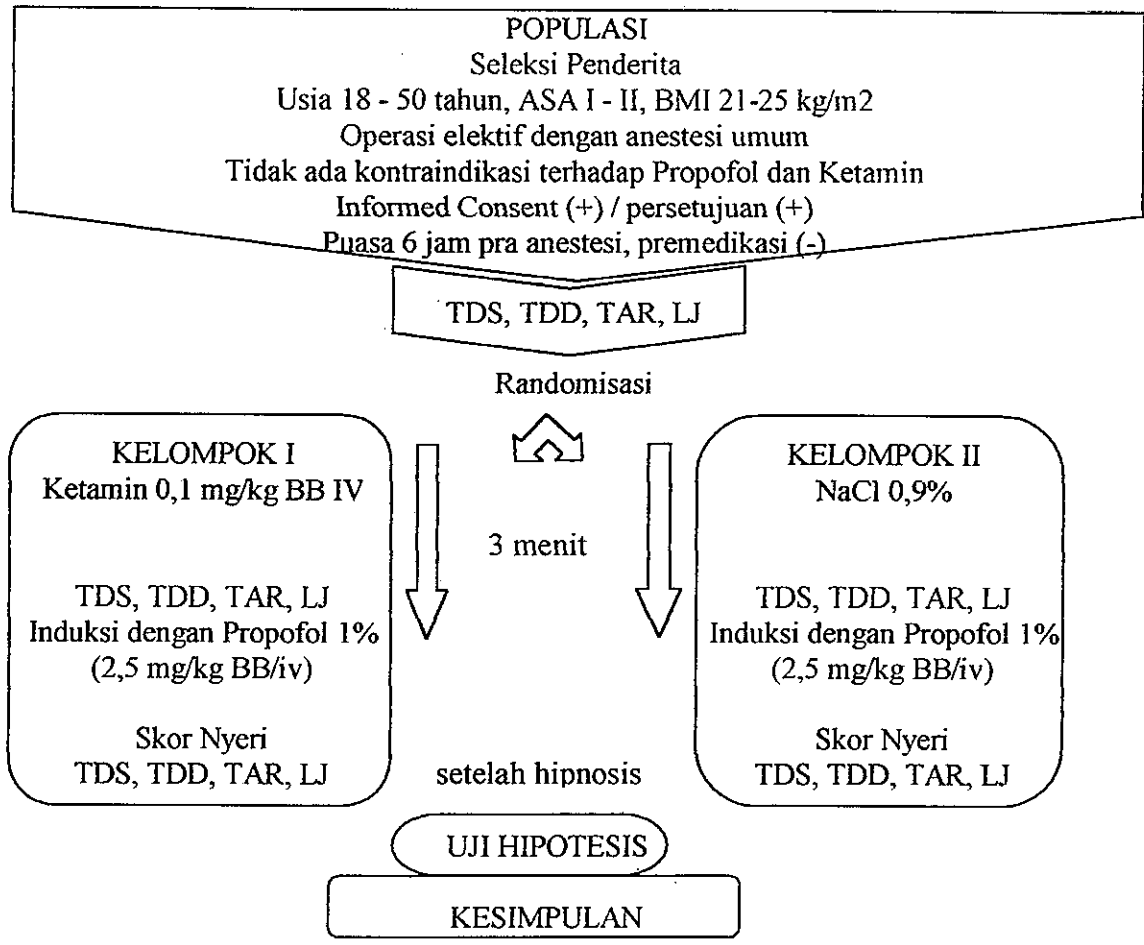 POPULASI
Seleksi Penderita
Usia 18 - 50 tahun, ASA I - II, BMI 21-25 kg/m2
Operasi elektif dengan anestesi umum
Tidak ada kontraindikasi terhadap Propofol dan Ketamin
Informed Consent (+) / persetujuan (+)
Puasa 6 jam pra anestesi, premedikasi (-)
TDS, TDD, TAR, LJ
Randomisasi
KELOMPOK I
Ketamin 0,1 mg/kg BB IV
TDS, TDD, TAR, LJ
Induksi dengan Propofol 1%
(2,5 mg/kg BB/iv)
Skor Nyeri
TDS, TDD, TAR, LJ
3 menit
setelah hipnosis
KELOMPOK II
NaCl 0,9%
TDS, TDD, TAR, LJ
Induksi dengan Propofol 1%
(2,5 mg/kg BB/iv)
Skor Nyeri
TDS, TDD, TAR, LJ
UJI HIPOTESIS
KESIMPULAN